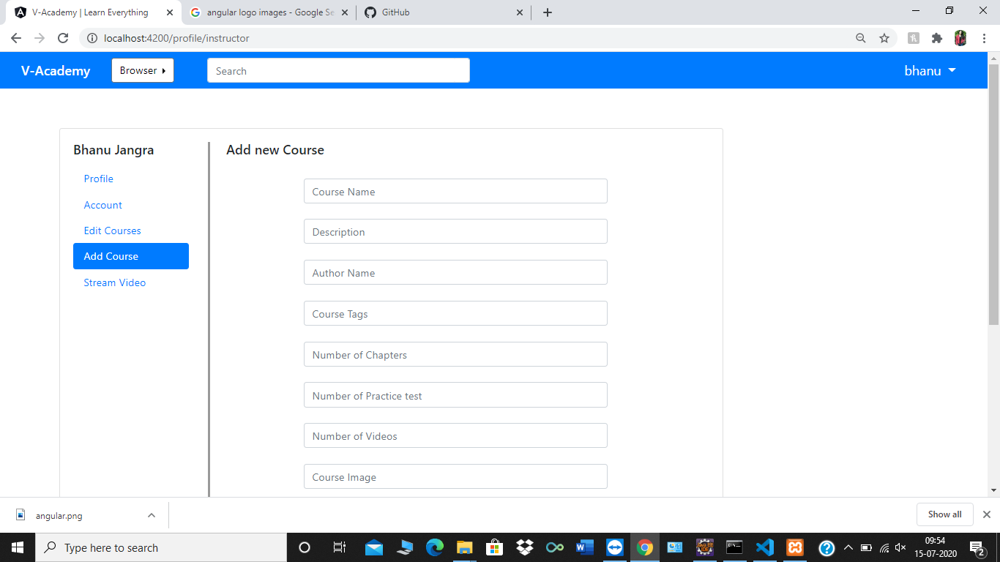 V-Academy | Learn Everything
angular logo images - Google Se
GitHub
localhost:4200/profile/instructor
V-Academy
Browser
Search
bhanu
Bhanu Jangra
Profile
Account
Edit Courses
Add Course
Stream Video
Add new Course
Course Name
Description
Author Name
Course Tags
Number of Chapters
Number of Practice test
Number of Videos
Course Image
angular.png
Show all
Type here to search
09:54
15-07-2020
2